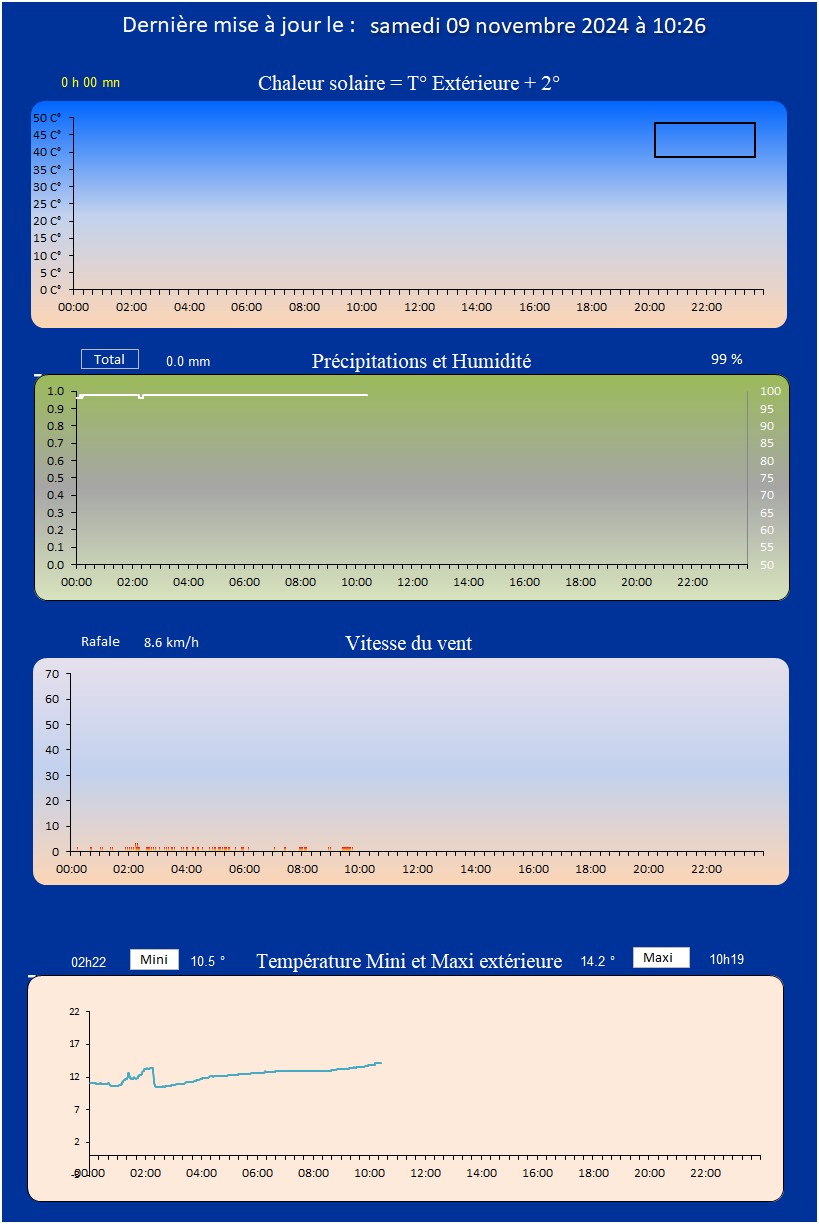 Dernière mise à jour le : samedi 09 novembre 2024 à 10:26
0 h 00 mn
Chaleur solaire = T° Extérieure + 2°
50 C°
45 C°
40 C°
35 C°
30 C°
25 C°
20 C°
15 C°
10 C°
5 C°
0 C°
00:00 02:00 04:00 06:00 08:00 10:00 12:00 14:00 16:00 18:00 20:00 22:00
Total 0.0 mm Précipitations et Humidité 99 %
1.0 100
0.9 95
0.8 90
0.7 85
0.6 80
0.5 75
0.4 70
0.3 65
0.2 60
0.1 55
0.0 50
00:00 02:00 04:00 06:00 08:00 10:00 12:00 14:00 16:00 18:00 20:00 22:00
Rafale 8.6 km/h Vitesse du vent
70
60
50
40
30
20
10
0
00:00 02:00 04:00 06:00 08:00 10:00 12:00 14:00 16:00 18:00 20:00 22:00
02h22 Mini 10.5 ° Température Mini et Maxi extérieure 14.2 ° Maxi 10h19
22
17
12
7
2
-3
00:00 02:00 04:00 06:00 08:00 10:00 12:00 14:00 16:00 18:00 20:00 22:00